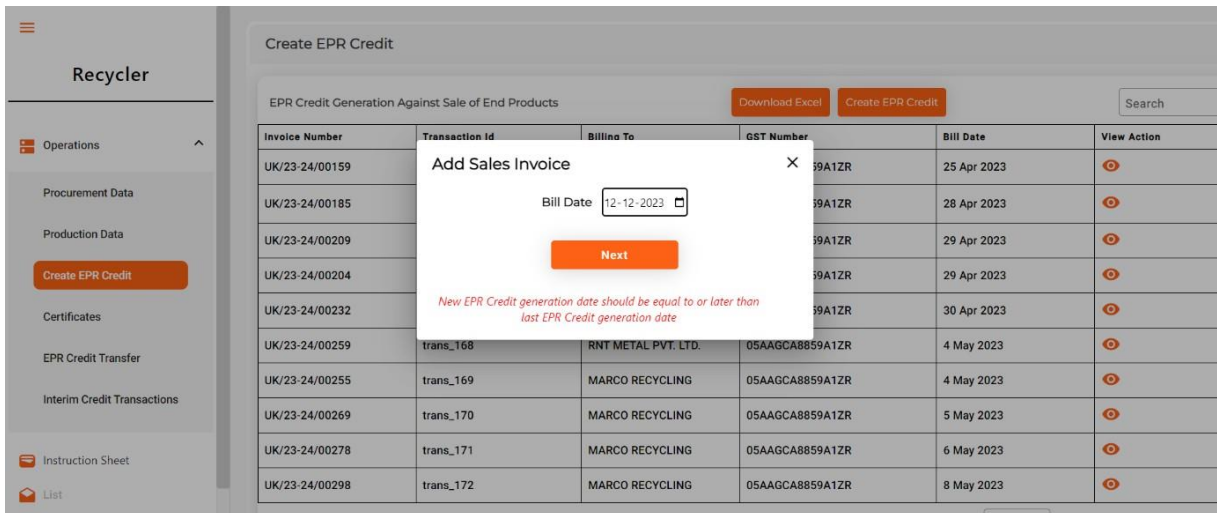 Recycler
Operations
Procurement Data
Production Data
Create EPR Credit
Certificates
EPR Credit Transfer
Interim Credit Transactions
Instruction Sheet
List
Create EPR Credit
EPR Credit Generation Against Sale of End Products Download Excel Create EPR Credit Search
Invoice Number Transaction Id Billing To GST Number Bill Date View Action
UK/23-24/00159 59A1ZR 25 Apr 2023
UK/23-24/00185 59A1ZR 28 Apr 2023
UK/23-24/00209 59A1ZR 29 Apr 2023
UK/23-24/00204 59A1ZR 29 Apr 2023
UK/23-24/00232 59A1ZR 30 Apr 2023
UK/23-24/00259 trans_168 RNT METAL PVT. LTD. 05AAGCA8859A1ZR 4 May 2023
UK/23-24/00255 trans_169 MARCO RECYCLING 05AAGCA8859A1ZR 4 May 2023
UK/23-24/00269 trans_170 MARCO RECYCLING 05AAGCA8859A1ZR 5 May 2023
UK/23-24/00278 trans_171 MARCO RECYCLING 05AAGCA8859A1ZR 6 May 2023
UK/23-24/00298 trans_172 MARCO RECYCLING 05AAGCA8859A1ZR 8 May 2023
Add Sales Invoice
Bill Date 12-12-2023
Next
New EPR Credit generation date should be equal to or later than
last EPR Credit generation date